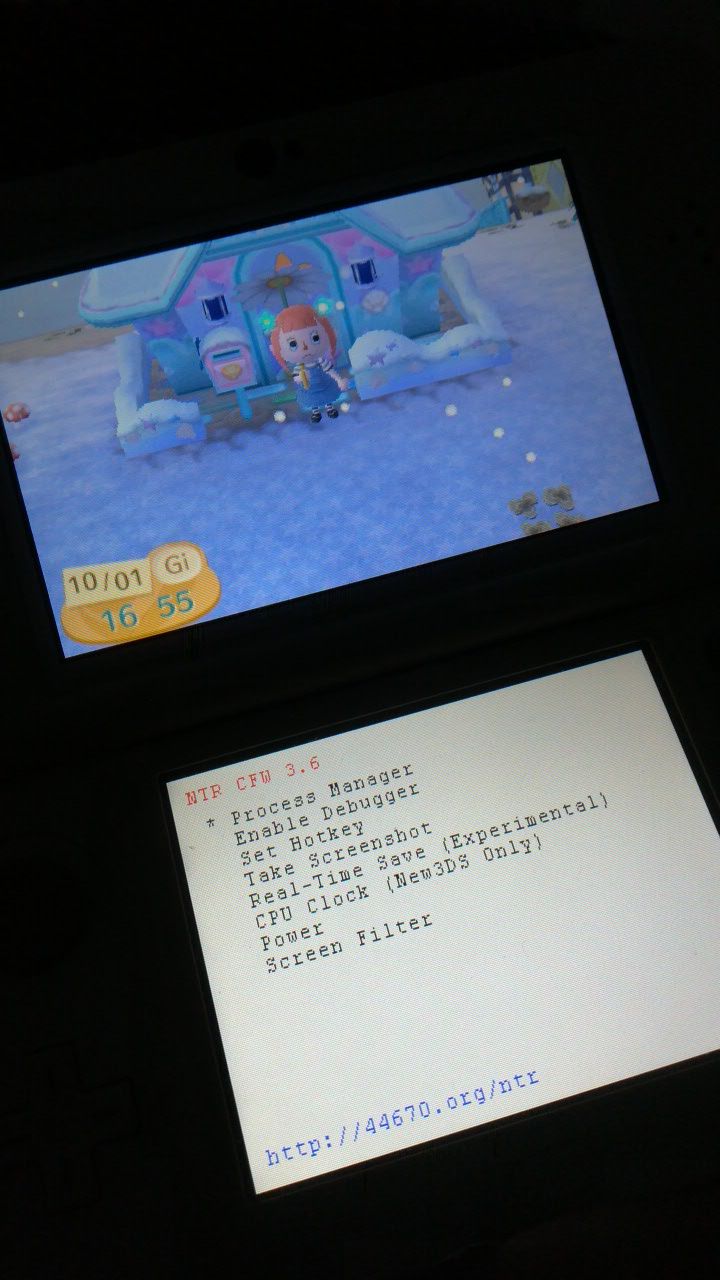 10/01 Gi
16 55
NTR CFW 3.6
* Process Manager
Enable Debugger
Set Hotkey
Take Screenshot
Real-Time Save (Experimental)
CPU Clock (New3DS Only)
Power
Screen Filter
http://44670.org/ntr